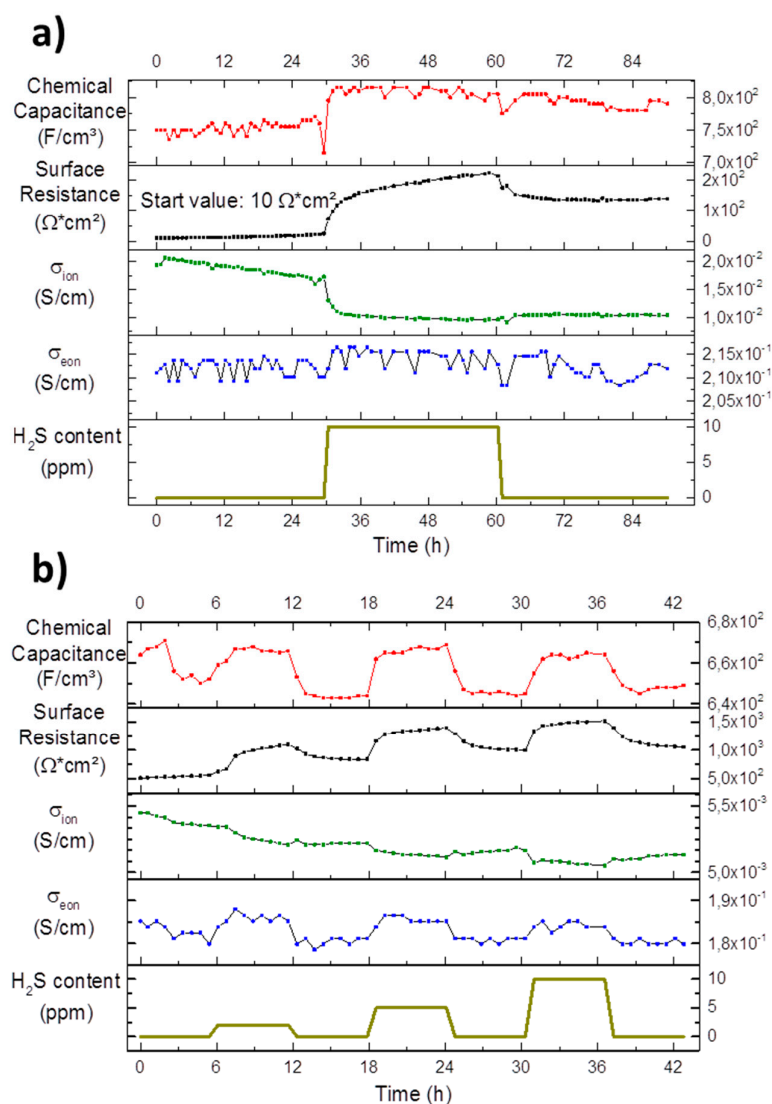 a)
0 12 24 36 48 60 72 84
Chemical
Capacitance
(F/cm³)
8,0x10²
7,5x10²
7,0x10²
Surface
Resistance
(Ω*cm²)
Start value: 10 Ω*cm²
2x10²
1x10²
0
σion
(S/cm)
2,0x10⁻²
1,5x10⁻²
1,0x10⁻²
σeon
(S/cm)
2,15x10⁻¹
2,10x10⁻¹
2,05x10⁻¹
H₂S content
(ppm)
10
5
0
0 12 24 36 48 60 72 84
Time (h)
b)
0 6 12 18 24 30 36 42
Chemical
Capacitance
(F/cm³)
6,8x10²
6,6x10²
6,4x10²
Surface
Resistance
(Ω*cm²)
1,5x10³
1,0x10³
5,0x10²
σion
(S/cm)
5,5x10⁻³
5,0x10⁻³
σeon
(S/cm)
1,9x10⁻¹
1,8x10⁻¹
H₂S content
(ppm)
10
5
0
0 6 12 18 24 30 36 42
Time (h)